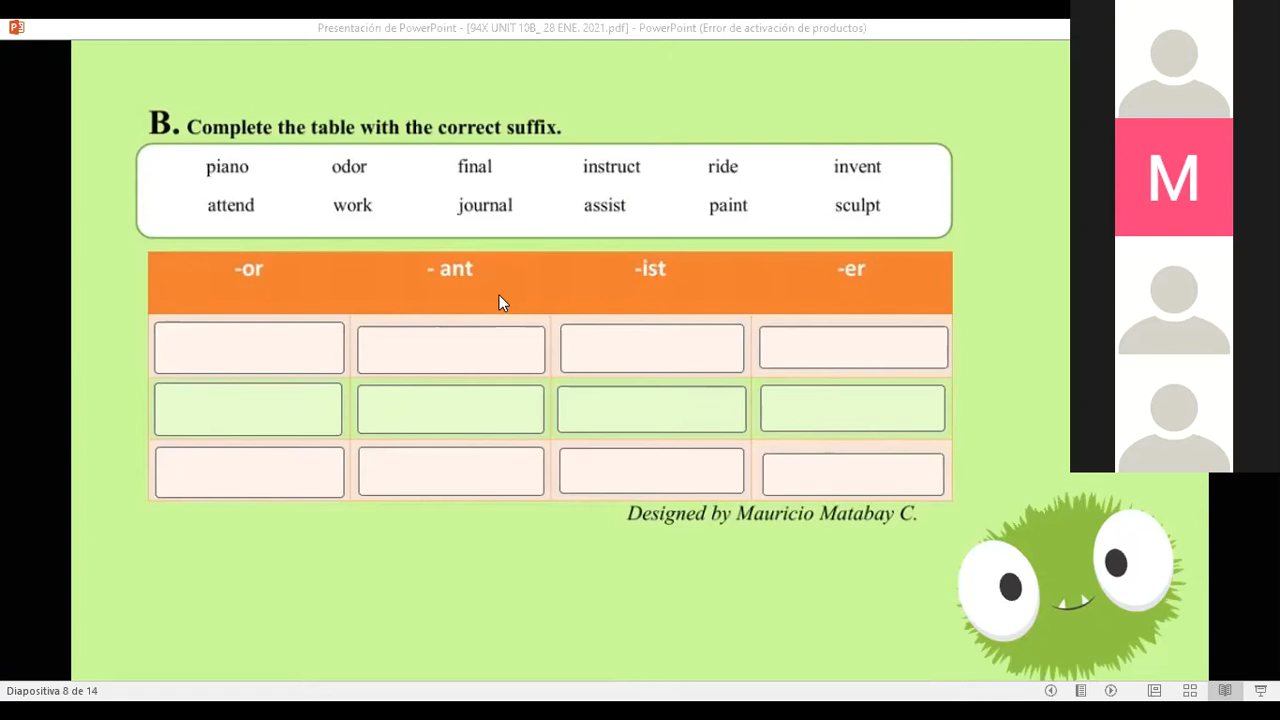 Presentación de PowerPoint - [94X UNIT 10B_ 28 ENE. 2021.pdf] - PowerPoint (Error de activación de productos)
B. Complete the table with the correct suffix.
piano odor final instruct ride invent
attend work journal assist paint sculpt
-or - ant -ist -er
Designed by Mauricio Matabay C.
M
Diapositiva 8 de 14